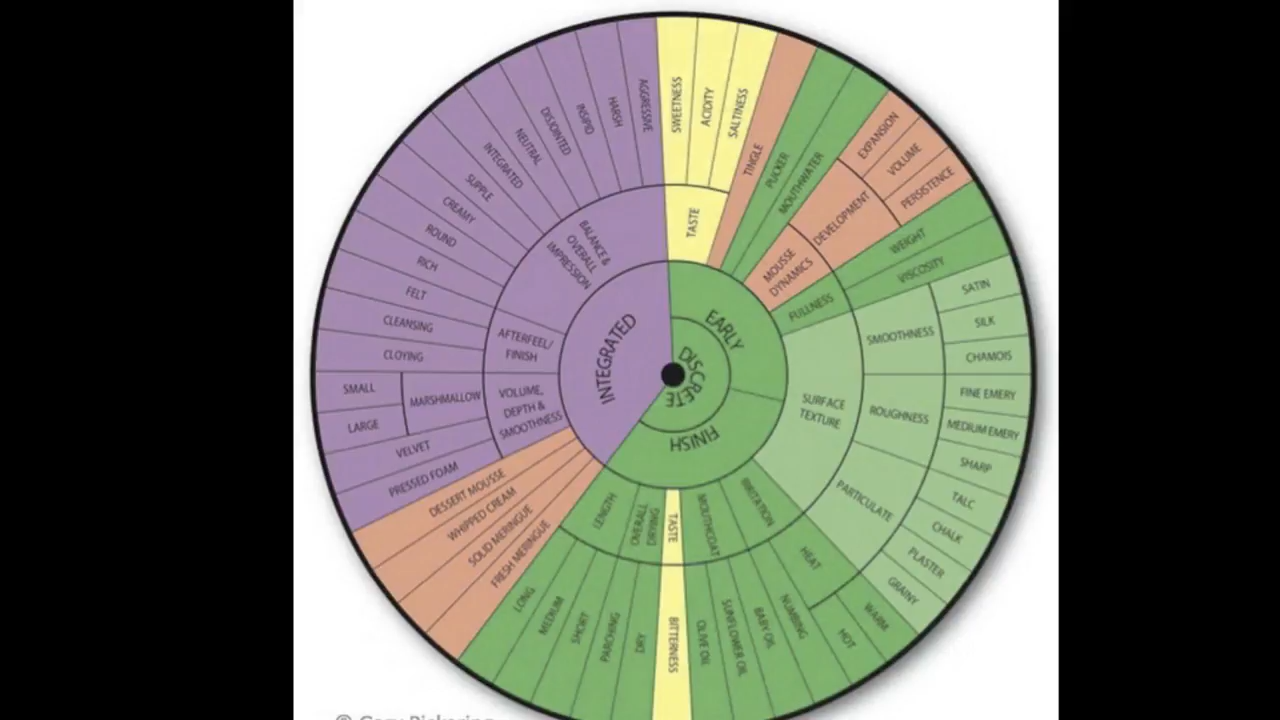 SWEETNESS
ACIDITY
SALTINESS
TASTE
TINGLE
PUCKER
MOUTHWATER
EXPANSION
VOLUME
PERSISTENCE
DEVELOPMENT
MOUSSE
DYNAMICS
WEIGHT
VISCOSITY
FULLNESS
SATIN
SILK
CHAMOIS
SMOOTHNESS
FINE EMERY
MEDIUM EMERY
SHARP
ROUGHNESS
TALC
CHALK
PLASTER
GRAINY
PARTICULATE
SURFACE
TEXTURE
EARLY
DISCRETE
FINISH
WARM
HOT
HEAT
NUMBING
IRRITATION
BABY OIL
SUNFLOWER OIL
OLIVE OIL
MOUTHCOAT
BITTERNESS
TASTE
DRY
PARCHING
OVERALL
DRYING
SHORT
MEDIUM
LONG
LENGTH
FRESH MERINGUE
SOLID MERINGUE
WHIPPED CREAM
DESSERT MOUSSE
PRESSED FOAM
VELVET
LARGE
SMALL
MARSHMALLOW
VOLUME,
DEPTH &
SMOOTHNESS
CLOYING
CLEANSING
FELT
AFTERFEEL/
FINISH
RICH
ROUND
CREAMY
SUPPLE
INTEGRATED
NEUTRAL
DISJOINTED
INSIPID
HARSH
AGGRESSIVE
BALANCE &
OVERALL
IMPRESSION
INTEGRATED
© Gary Pickering